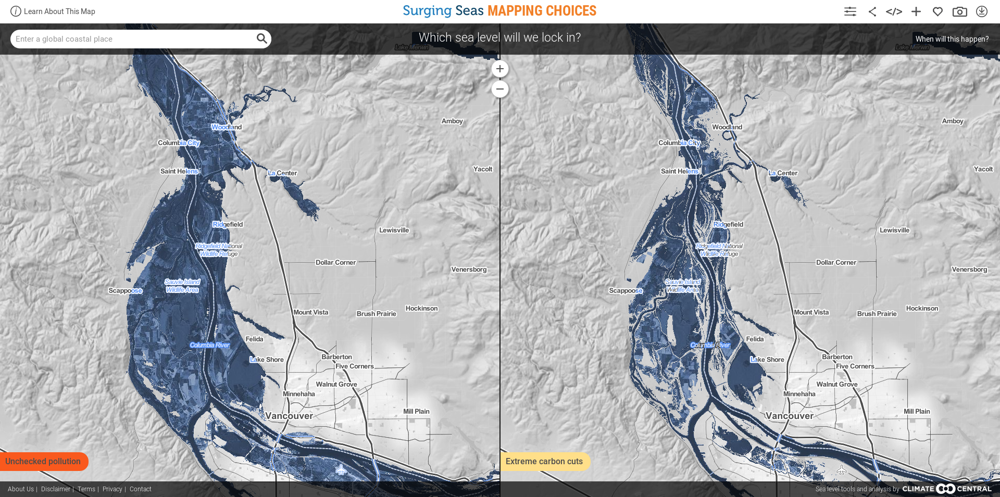 Learn About This Map
Surging Seas MAPPING CHOICES
</>
Enter a global coastal place
Which sea level will we lock in?
When will this happen?
Lake Merwin
Lake Merwin
Amboy
Woodland
Columbia City
Saint Helens
La Center
Yacolt
Ridgefield
Lewisville
Ridgefield National
Wildlife Refuge
Dollar Corner
Venersborg
Sauvie Island
Wildlife Area
Scappoose
Hockinson
Mount Vista
Brush Prairie
Felida
Columbia River
Lake Shore
Barberton
Five Corners
Walnut Grove
Minnehaha
Mill Plain
Vancouver
Unchecked pollution
Amboy
Woodland
Columbia City
Saint Helens
La Center
Yacolt
Ridgefield
Lewisville
Ridgefield National
Wildlife Refuge
Dollar Corner
Venersborg
Sauvie Island
Wildlife Area
Scappoose
Hockinson
Mount Vista
Brush Prairie
Felida
Columbia River
Lake Shore
Barberton
Five Corners
Walnut Grove
Minnehaha
Mill Plain
Vancouver
Extreme carbon cuts
About Us | Disclaimer | Terms | Privacy | Contact
Sea level tools and analysis by CLIMATE CENTRAL